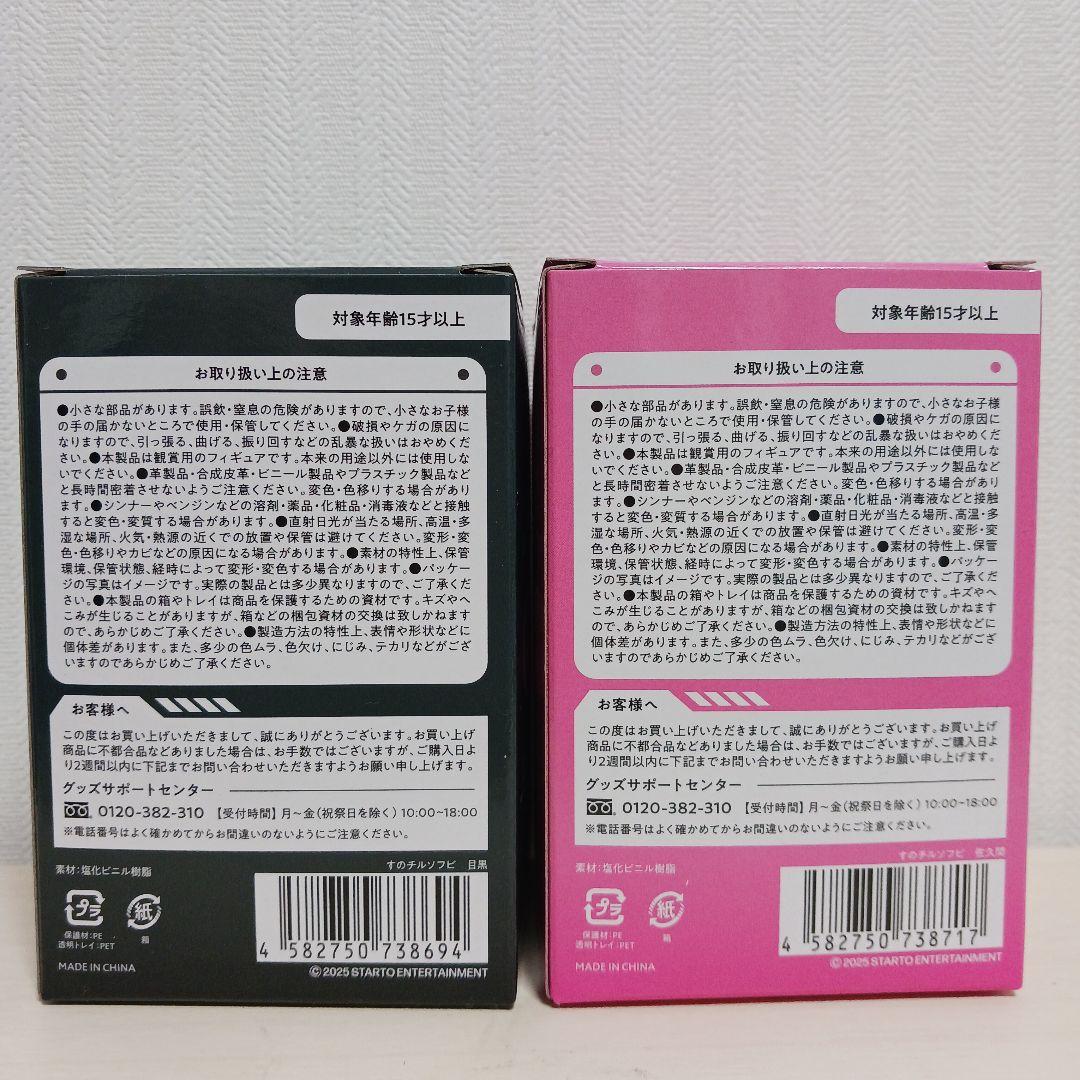 対象年齢15才以上
お取り扱い上の注意
●小さな部品があります。誤飲・窒息の危険がありますので、小さなお子様
の手の届かないところで使用・保管してください。●破損やケガの原因に
なりますので、引っ張る、曲げる、振り回すなどの乱暴な扱いはおやめくだ
さい。●本製品は観賞用のフィギュアです。本来の用途以外には使用しな
いでください。●革製品・合成皮革・ビニール製品やプラスチック製品など
と長時間密着させないようご注意ください。変色・色移りする場合があり
ます。●シンナーやベンジンなどの溶剤・薬品・化粧品・消毒液などと接触
すると変色・変質する場合があります。●直射日光が当たる場所、高温・多
湿な場所、火気・熱源の近くでの放置や保管は避けてください。変形・変
色・色移りやカビなどの原因になる場合があります。●素材の特性上、保管
環境、保管状態、経時によって変形・変色する場合があります。●パッケー
ジの写真はイメージです。実際の製品とは多少異なりますので、ご了承くだ
さい。●本製品の箱やトレイは商品を保護するための資材です。キズやへ
こみが生じることがありますが、箱などの梱包資材の交換は致しかねます
ので、あらかじめご了承ください。●製造方法の特性上、表情や形状などに
個体差があります。また、多少の色ムラ、色欠け、にじみ、テカリなどがござ
いますのであらかじめご了承ください。
お客様へ
この度はお買い上げいただきまして、誠にありがとうございます。お買い上げ
商品に不都合品などありました場合は、お手数ではございますが、ご購入日よ
り2週間以内に下記までお問い合わせいただきますようお願い申し上げます。
グッズサポートセンター
0120-382-310 【受付時間】月～金(祝祭日を除く)10:00~18:00
※電話番号はよく確かめてからお間違いのないようにご注意ください。
すのチルソフビ 目黒
素材:塩化ビニル樹脂
プラ
紙
保護材:PE
透明トレイ:PET
箱
MADE IN CHINA
4 582750 738694
©2025 STARTO ENTERTAINMENT
対象年齢15才以上
お取り扱い上の注意
●小さな部品があります。誤飲・窒息の危険がありますので、小さなお子様
の手の届かないところで使用・保管してください。●破損やケガの原因に
なりますので、引っ張る、曲げる、振り回すなどの乱暴な扱いはおやめくだ
さい。●本製品は観賞用のフィギュアです。本来の用途以外には使用しな
いでください。●革製品・合成皮革・ビニール製品やプラスチック製品など
と長時間密着させないようご注意ください。変色・色移りする場合があり
ます。●シンナーやベンジンなどの溶剤・薬品・化粧品・消毒液などと接触
すると変色・変質する場合があります。●直射日光が当たる場所、高温・多
湿な場所、火気・熱源の近くでの放置や保管は避けてください。変形・変
色・色移りやカビなどの原因になる場合があります。●素材の特性上、保管
環境、保管状態、経時によって変形・変色する場合があります。●パッケー
ジの写真はイメージです。実際の製品とは多少異なりますので、ご了承くだ
さい。●本製品の箱やトレイは商品を保護するための資材です。キズやへ
こみが生じることがありますが、箱などの梱包資材の交換は致しかねます
ので、あらかじめご了承ください。●製造方法の特性上、表情や形状などに
個体差があります。また、多少の色ムラ、色欠け、にじみ、テカリなどがござ
いますのであらかじめご了承ください。
お客様へ
この度はお買い上げいただきまして、誠にありがとうございます。お買い上げ
商品に不都合品などありました場合は、お手数ではございますが、ご購入日よ
り2週間以内に下記までお問い合わせいただきますようお願い申し上げます。
グッズサポートセンター
0120-382-310 【受付時間】月～金(祝祭日を除く)10:00~18:00
※電話番号はよく確かめてからお間違いのないようにご注意ください。
すのチルソフビ 佐久間
素材:塩化ビニル樹脂
プラ
紙
保護材:PE
透明トレイ:PET
箱
MADE IN CHINA
4 582750 738717
©2025 STARTO ENTERTAINMENT